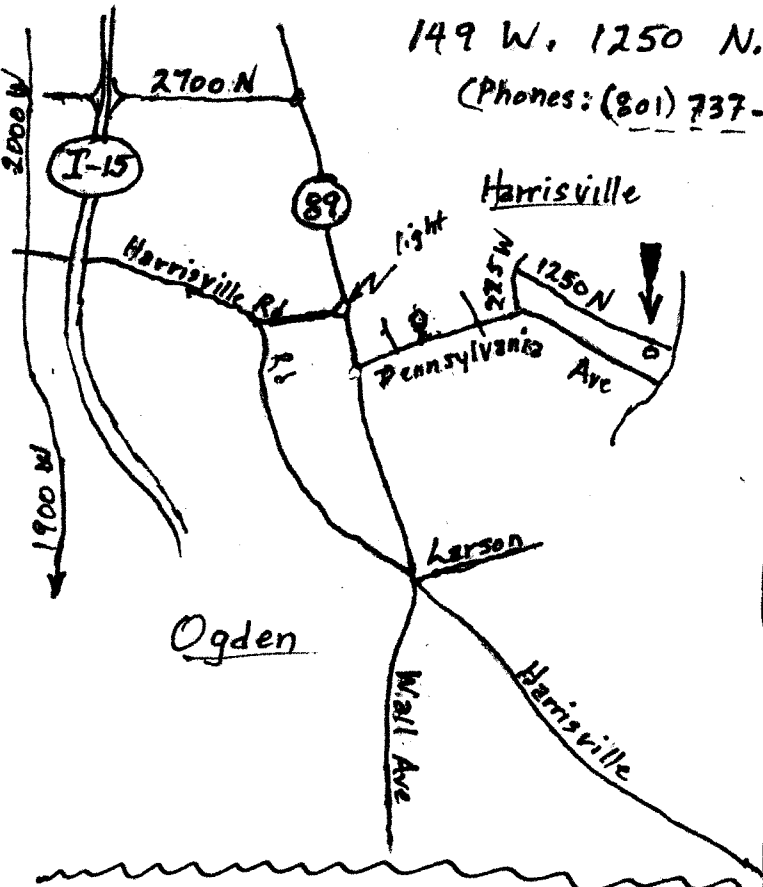 149 W. 1250 N.
(Phones: (801) 737-
2700 N
2000 W
I-15
89
Harrisville
light
Harrisville Rd
225 W
1250 N
Pennsylvania
Ave
Rd
1900 W
Larson
Ogden
Wall Ave
Harrisville